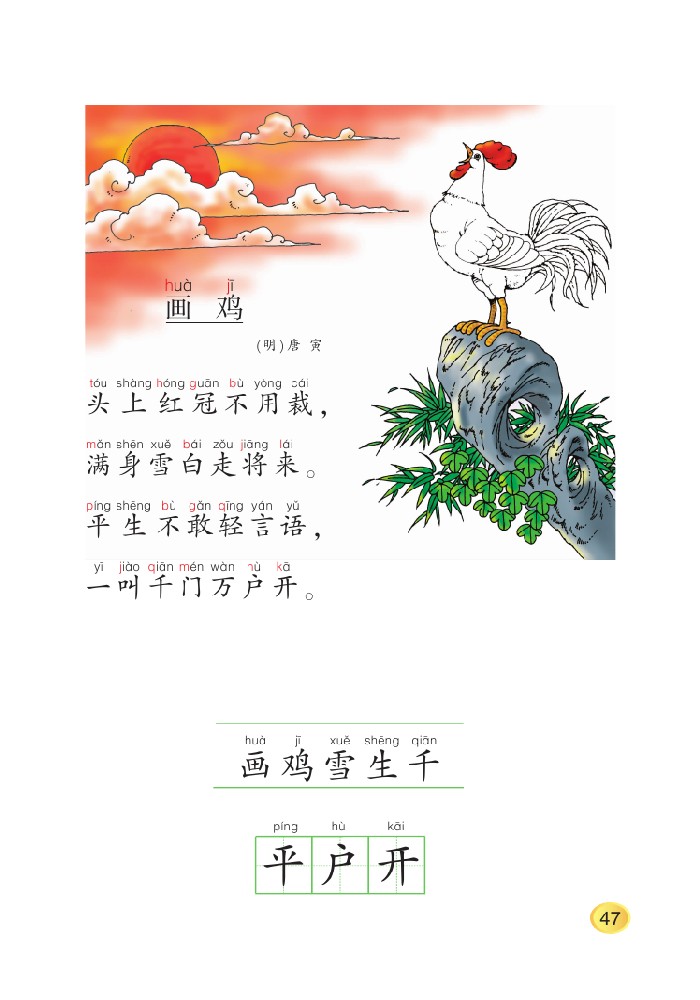 huà jī
画 鸡
(明)唐 寅
tóu shàng hóng guān bù yòng cái
头上红冠不用裁，
mǎn shēn xuě bái zǒu jiāng lái
满身雪白走将来。
píng shēng bù gǎn qīng yán yǔ
平生不敢轻言语，
yī jiào qiān mén wàn hù kā
一叫千门万户开。
huà jī xuě shēng qiān
画鸡雪生千
píng hù kāi
平户开
47